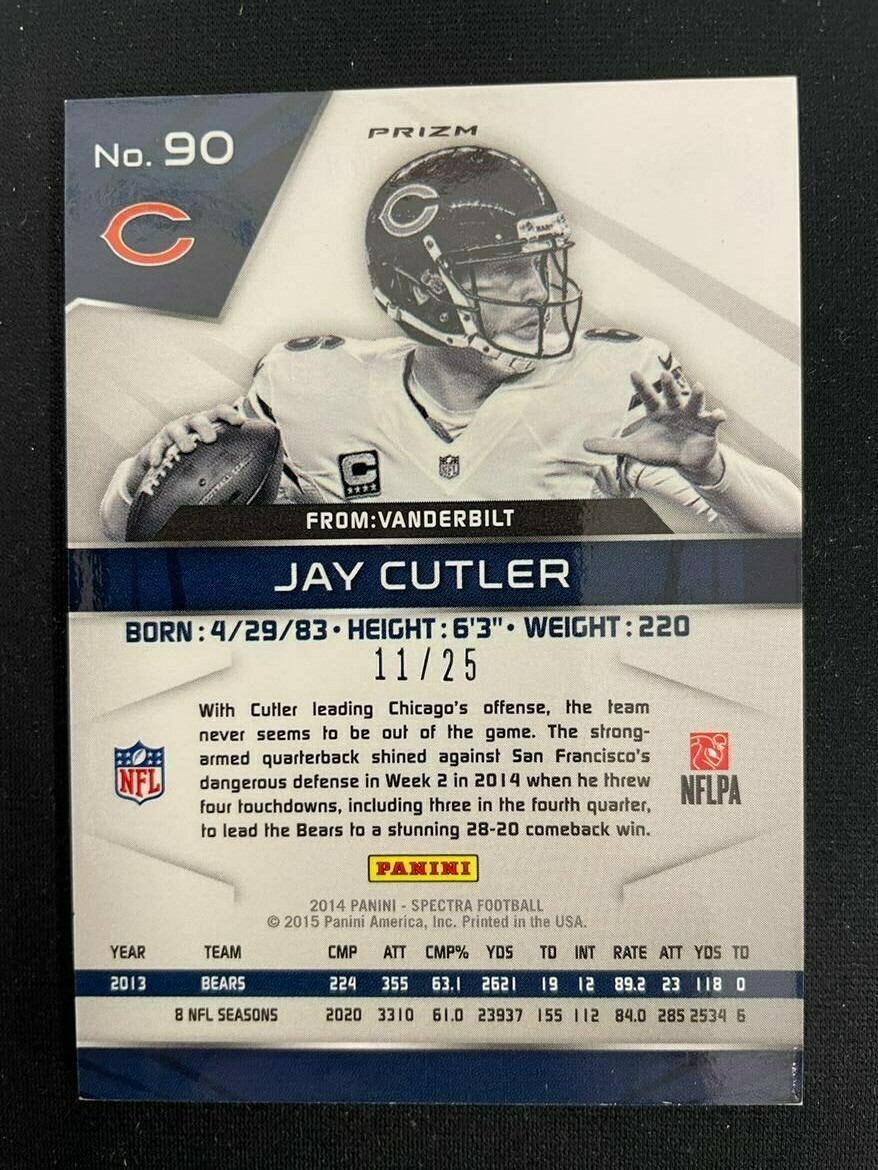 No. 90
PRIZM
C
NFL
FROM:VANDERBILT
JAY CUTLER
BORN : 4/29/83 • HEIGHT : 6'3" • WEIGHT : 220
11/25
With Cutler leading Chicago's offense, the team
never seems to be out of the game. The strong-
armed quarterback shined against San Francisco's
dangerous defense in Week 2 in 2014 when he threw
four touchdowns, including three in the fourth quarter,
to lead the Bears to a stunning 28-20 comeback win.
NFL
NFLPA
PANINI
2014 PANINI - SPECTRA FOOTBALL
© 2015 Panini America, Inc. Printed in the USA.
YEAR TEAM CMP ATT CMP% YDS TD INT RATE ATT YDS TD
2013 BEARS 224 355 63.1 2621 19 12 89.2 23 118 0
8 NFL SEASONS 2020 3310 61.0 23937 155 112 84.0 285 2534 6